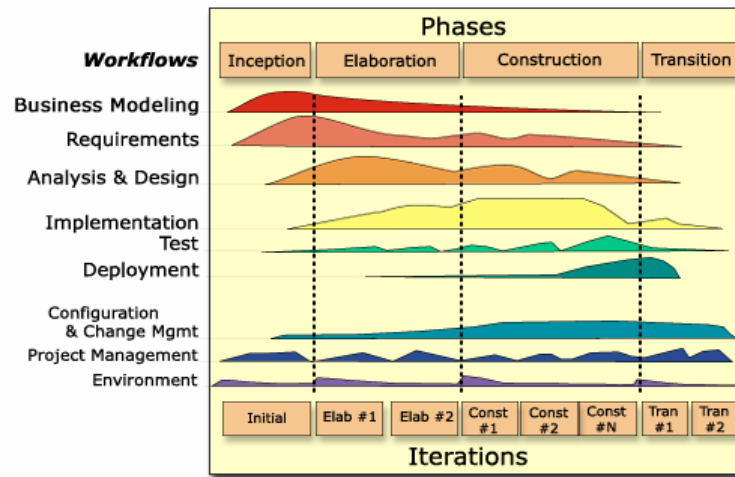 Phases
Workflows
Inception
Elaboration
Construction
Transition
Business Modeling
Requirements
Analysis & Design
Implementation
Test
Deployment
Configuration
& Change Mgmt
Project Management
Environment
Initial
Elab #1
Elab #2
Const
#1
Const
#2
Const
#N
Tran
#1
Tran
#2
Iterations